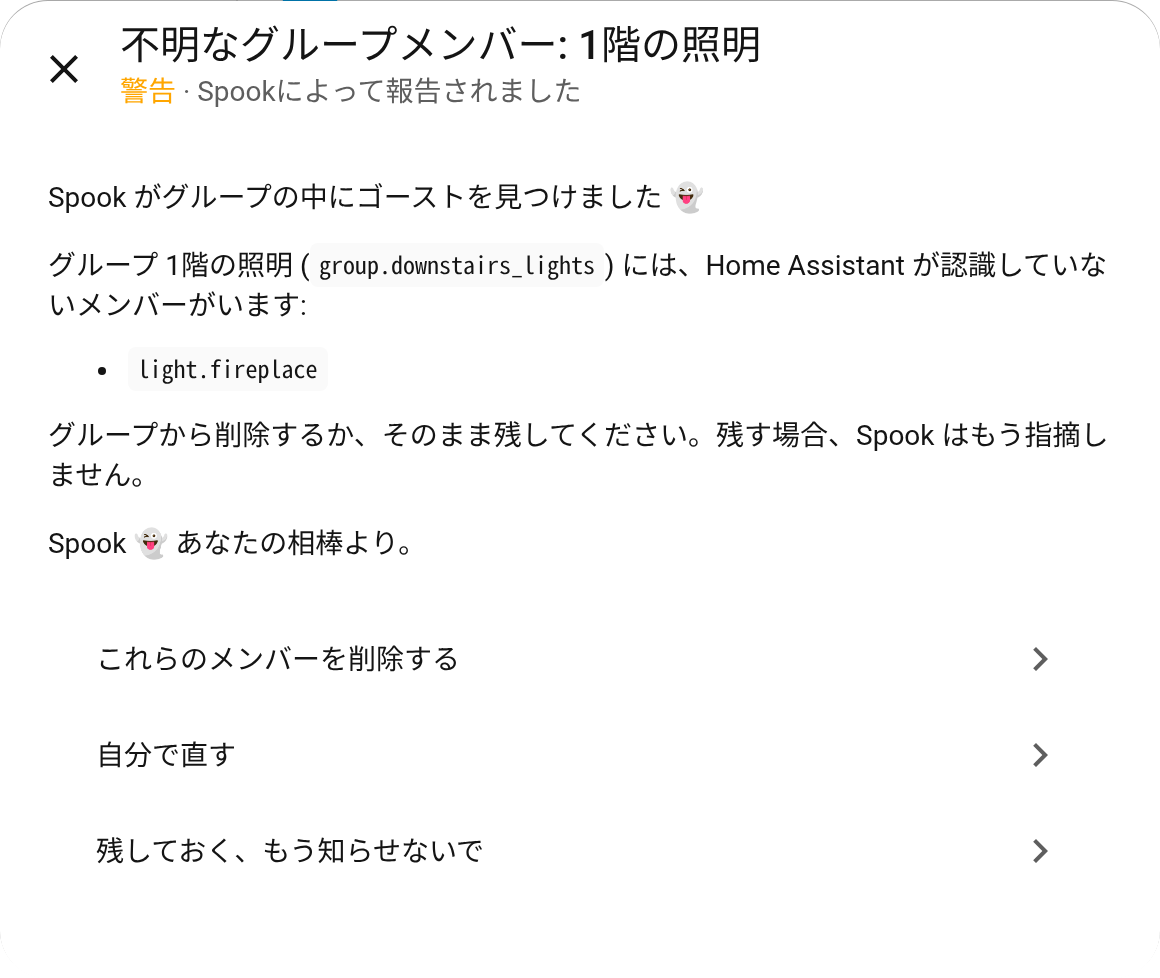 不明なグループメンバー: 1階の照明
警告 · Spookによって報告されました
Spook がグループの中にゴーストを見つけました 👻
グループ 1階の照明 ( group.downstairs_lights ) には、Home Assistant が認識していな
いメンバーがいます:
• light.fireplace
グループから削除するか、そのまま残してください。残す場合、Spook はもう指摘し
ません。
Spook 👻 あなたの相棒より。
これらのメンバーを削除する
自分で直す
残しておく、もう知らせないで